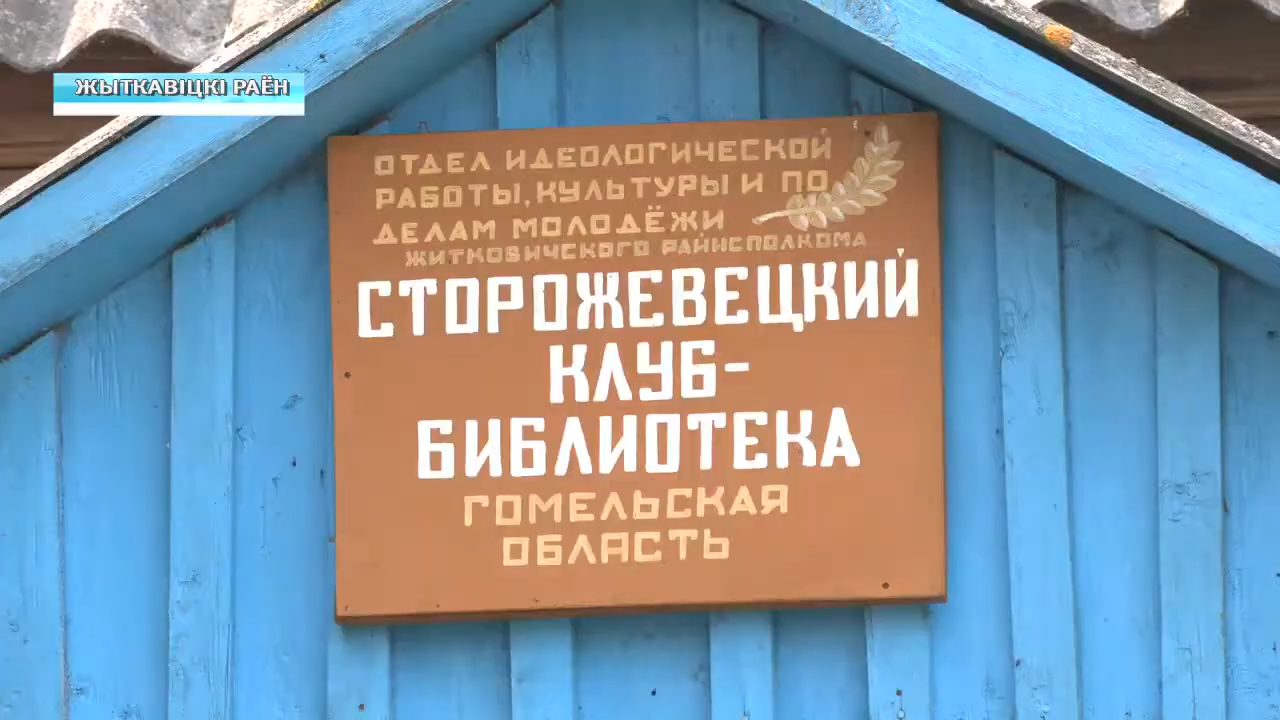 ЖЫТКАВІЦКІ РАЁН
ОТДЕЛ ИДЕОЛОГИЧЕСКОЙ
РАБОТЫ, КУЛЬТУРЫ И ПО
ДЕЛАМ МОЛОДЁЖИ
ЖИТКОВИЧСКОГО РАЙИСПОЛКОМА
СТОРОЖЕВЕЦКИЙ
КЛУБ-
БИБЛИОТЕКА
ГОМЕЛЬСКАЯ
ОБЛАСТЬ